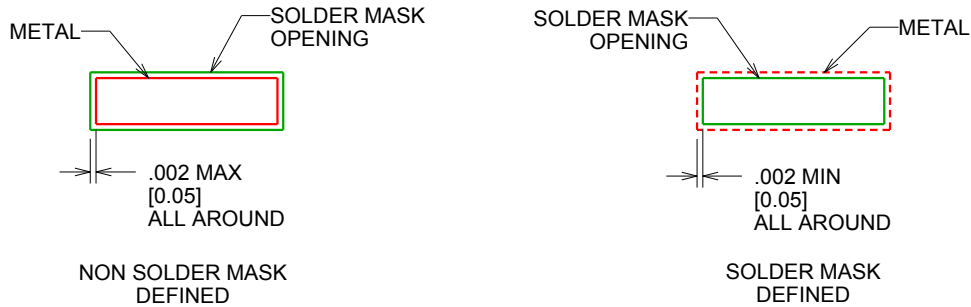 METAL
SOLDER MASK
OPENING
.002 MAX
[0.05]
ALL AROUND
NON SOLDER MASK
DEFINED
SOLDER MASK
OPENING
METAL
.002 MIN
[0.05]
ALL AROUND
SOLDER MASK
DEFINED